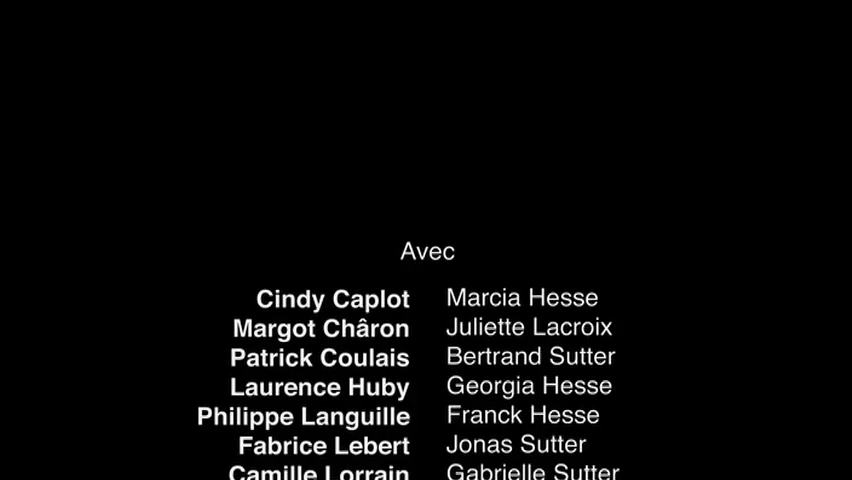 Avec
Cindy Caplot Marcia Hesse
Margot Châron Juliette Lacroix
Patrick Coulais Bertrand Sutter
Laurence Huby Georgia Hesse
Philippe Languille Franck Hesse
Fabrice Lebert Jonas Sutter
Camille Lorrain Gabrielle Sutter